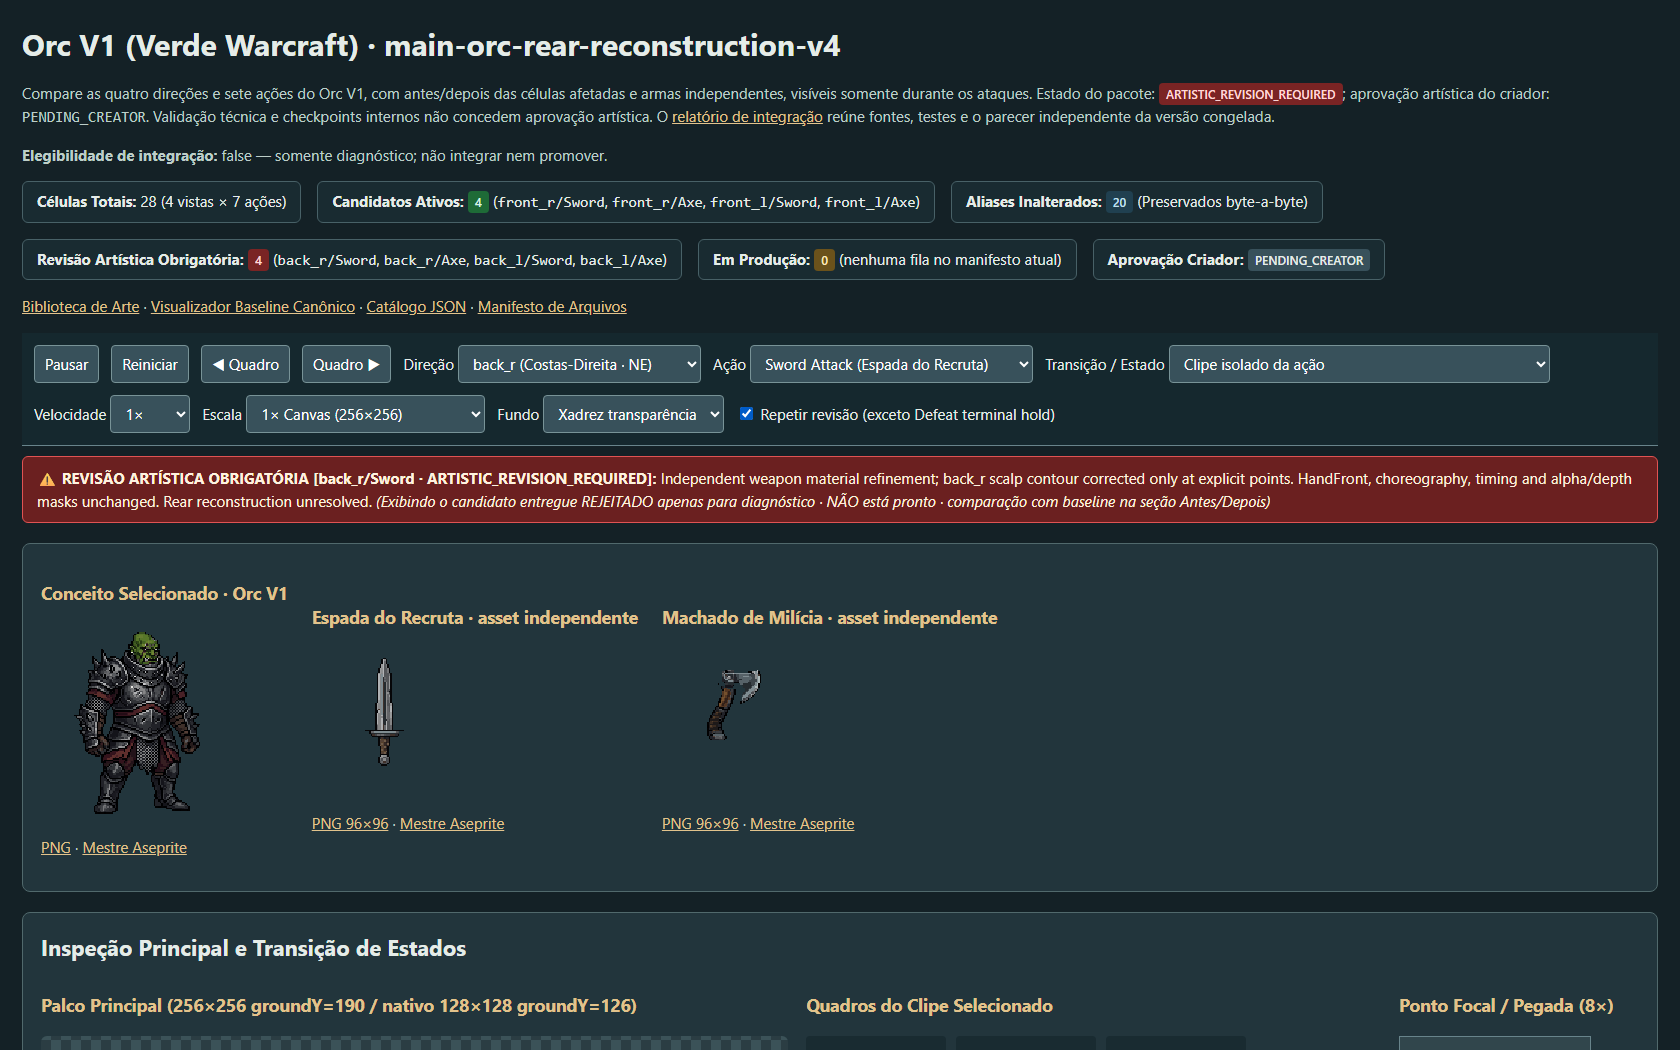 Orc V1 (Verde Warcraft) · main-orc-rear-reconstruction-v4
Compare as quatro direções e sete ações do Orc V1, com antes/depois das células afetadas e armas independentes, visíveis somente durante os ataques. Estado do pacote: ARTISTIC_REVISION_REQUIRED; aprovação artística do criador:
PENDING_CREATOR. Validação técnica e checkpoints internos não concedem aprovação artística. O relatório de integração reúne fontes, testes e o parecer independente da versão congelada.
Elegibilidade de integração: false — somente diagnóstico; não integrar nem promover.
Células Totais: 28 (4 vistas × 7 ações)
Candidatos Ativos: 4 (front_r/Sword, front_r/Axe, front_l/Sword, front_l/Axe)
Aliases Inalterados: 20 (Preservados byte-a-byte)
Revisão Artística Obrigatória: 4 (back_r/Sword, back_r/Axe, back_l/Sword, back_l/Axe)
Em Produção: 0 (nenhuma fila no manifesto atual)
Aprovação Criador: PENDING_CREATOR
Biblioteca de Arte · Visualizador Baseline Canônico · Catálogo JSON · Manifesto de Arquivos
Pausar Reiniciar ◀ Quadro Quadro ▶ Direção back_r (Costas-Direita · NE) Ação Sword Attack (Espada do Recruta) Transição / Estado Clipe isolado da ação
Velocidade 1× Escala 1× Canvas (256×256) Fundo Xadrez transparência Repetir revisão (exceto Defeat terminal hold)
⚠ REVISÃO ARTÍSTICA OBRIGATÓRIA [back_r/Sword · ARTISTIC_REVISION_REQUIRED]: Independent weapon material refinement; back_r scalp contour corrected only at explicit points. HandFront, choreography, timing and alpha/depth
masks unchanged. Rear reconstruction unresolved. (Exibindo o candidato entregue REJEITADO apenas para diagnóstico · NÃO está pronto · comparação com baseline na seção Antes/Depois)
Conceito Selecionado · Orc V1
Espada do Recruta · asset independente
Machado de Milícia · asset independente
PNG 96×96 · Mestre Aseprite
PNG 96×96 · Mestre Aseprite
PNG · Mestre Aseprite
Inspeção Principal e Transição de Estados
Palco Principal (256×256 groundY=190 / nativo 128×128 groundY=126)
Quadros do Clipe Selecionado
Ponto Focal / Pegada (8×)